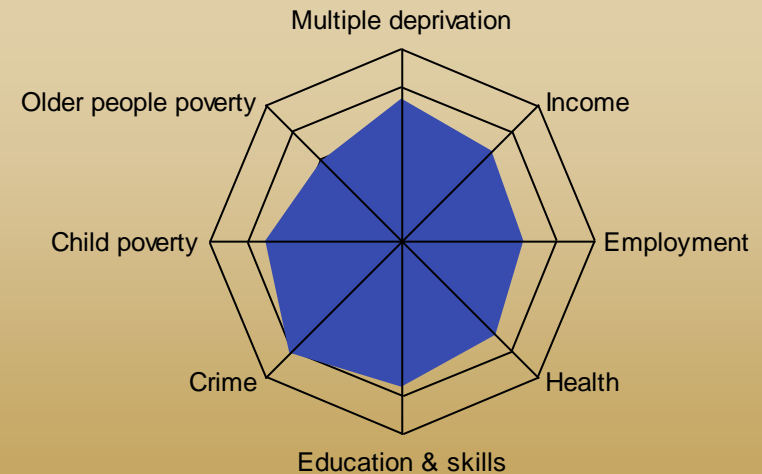 Multiple deprivation
Older people poverty
Income
Child poverty
Employment
Crime
Health
Education & skills